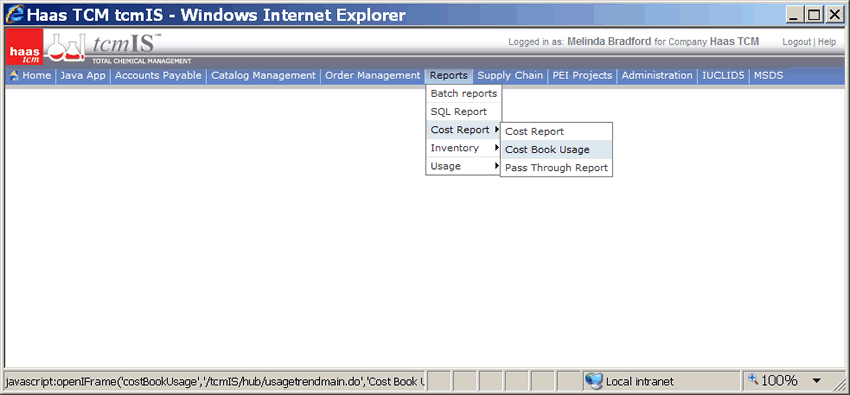 Haas TCM tcmIS - Windows Internet Explorer
haas
tcm
tcmIS™
TOTAL CHEMICAL MANAGEMENT
Logged in as: Melinda Bradford for Company Haas TCM
Logout | Help
Home | Java App | Accounts Payable | Catalog Management | Order Management | Reports | Supply Chain | PEI Projects | Administration | IUCLID5 | MSDS
Batch reports
SQL Report
Cost Report
Inventory
Usage
Cost Report
Cost Book Usage
Pass Through Report
javascript:openIFrame('costBookUsage','/tcmIS/hub/usagetrendmain.do','Cost Book U
Local intranet
100%